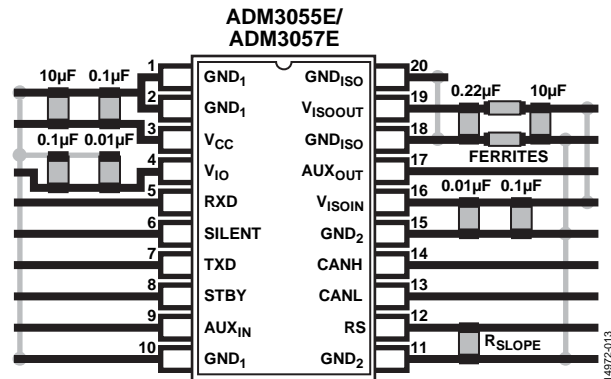 ADM3055E/
ADM3057E
10µF 0.1µF
0.1µF 0.01µF
1 GND₁
2 GND₁
3 V_CC
4 V_IO
5 RXD
6 SILENT
7 TXD
8 STBY
9 AUX_IN
10 GND₁
GND_ISO 20
V_ISOOUT 19
GND_ISO 18
AUX_OUT 17
V_ISOIN 16
GND₂ 15
CANH 14
CANL 13
RS 12
GND₂ 11
0.22µF 10µF
FERRITES
0.01µF 0.1µF
R_SLOPE
14972-013